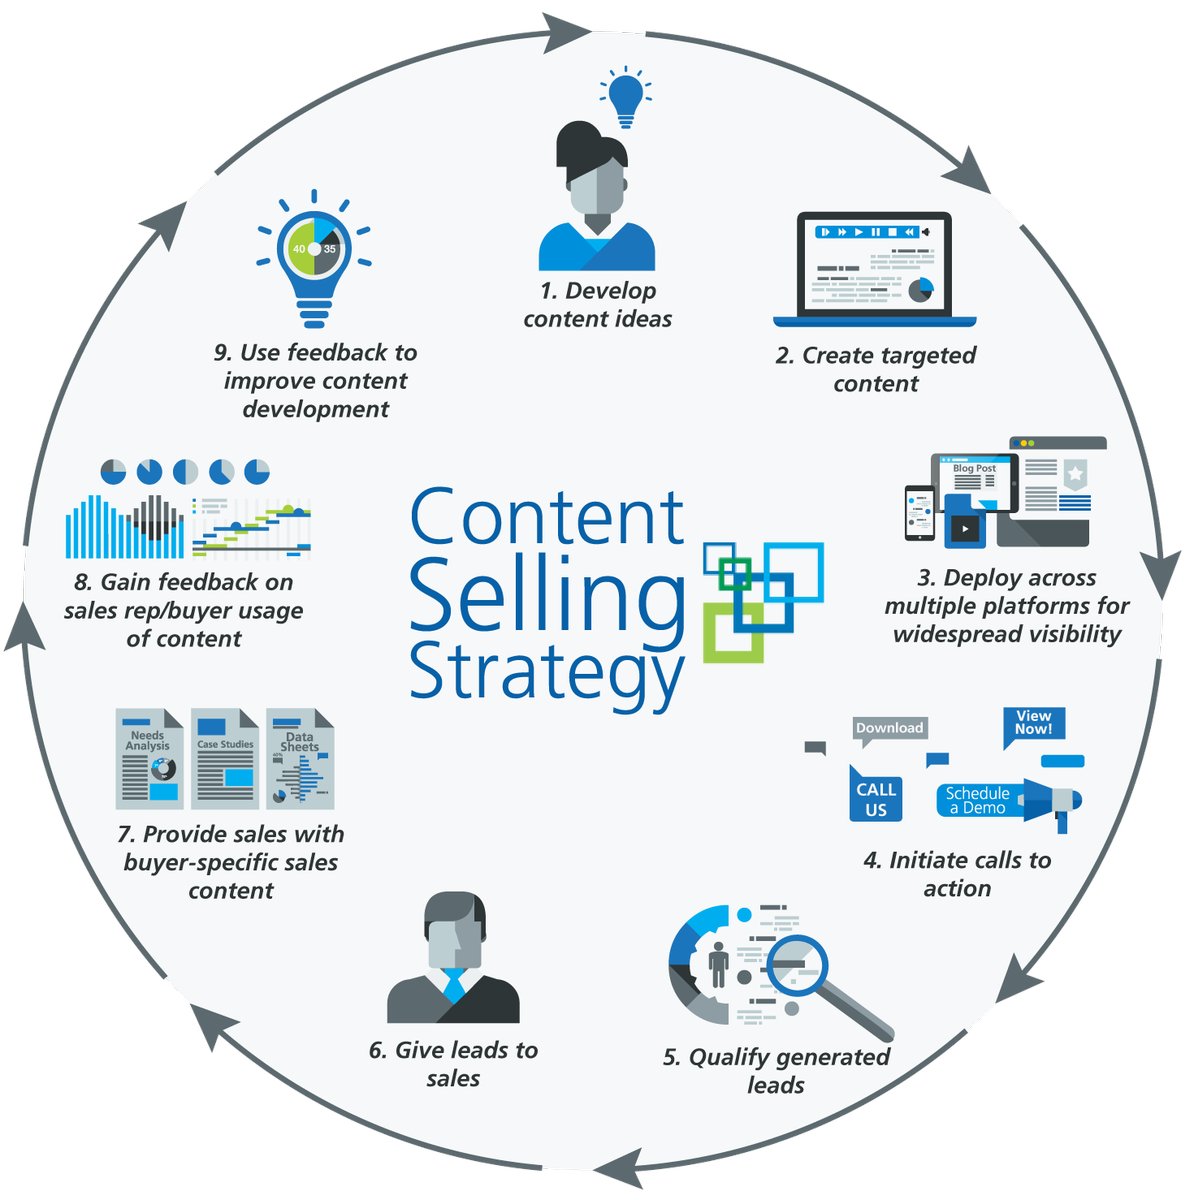 1. Develop
content ideas
2. Create targeted
content
Blog Post
3. Deploy across
multiple platforms for
widespread visibility
Download
View
Now!
CALL
US
Schedule
a Demo
4. Initiate calls to
action
5. Qualify generated
leads
6. Give leads to
sales
Needs
Analysis
Case Studies
Data
Sheets
7. Provide sales with
buyer-specific sales
content
8. Gain feedback on
sales rep/buyer usage
of content
40 35
9. Use feedback to
improve content
development
Content
Selling
Strategy